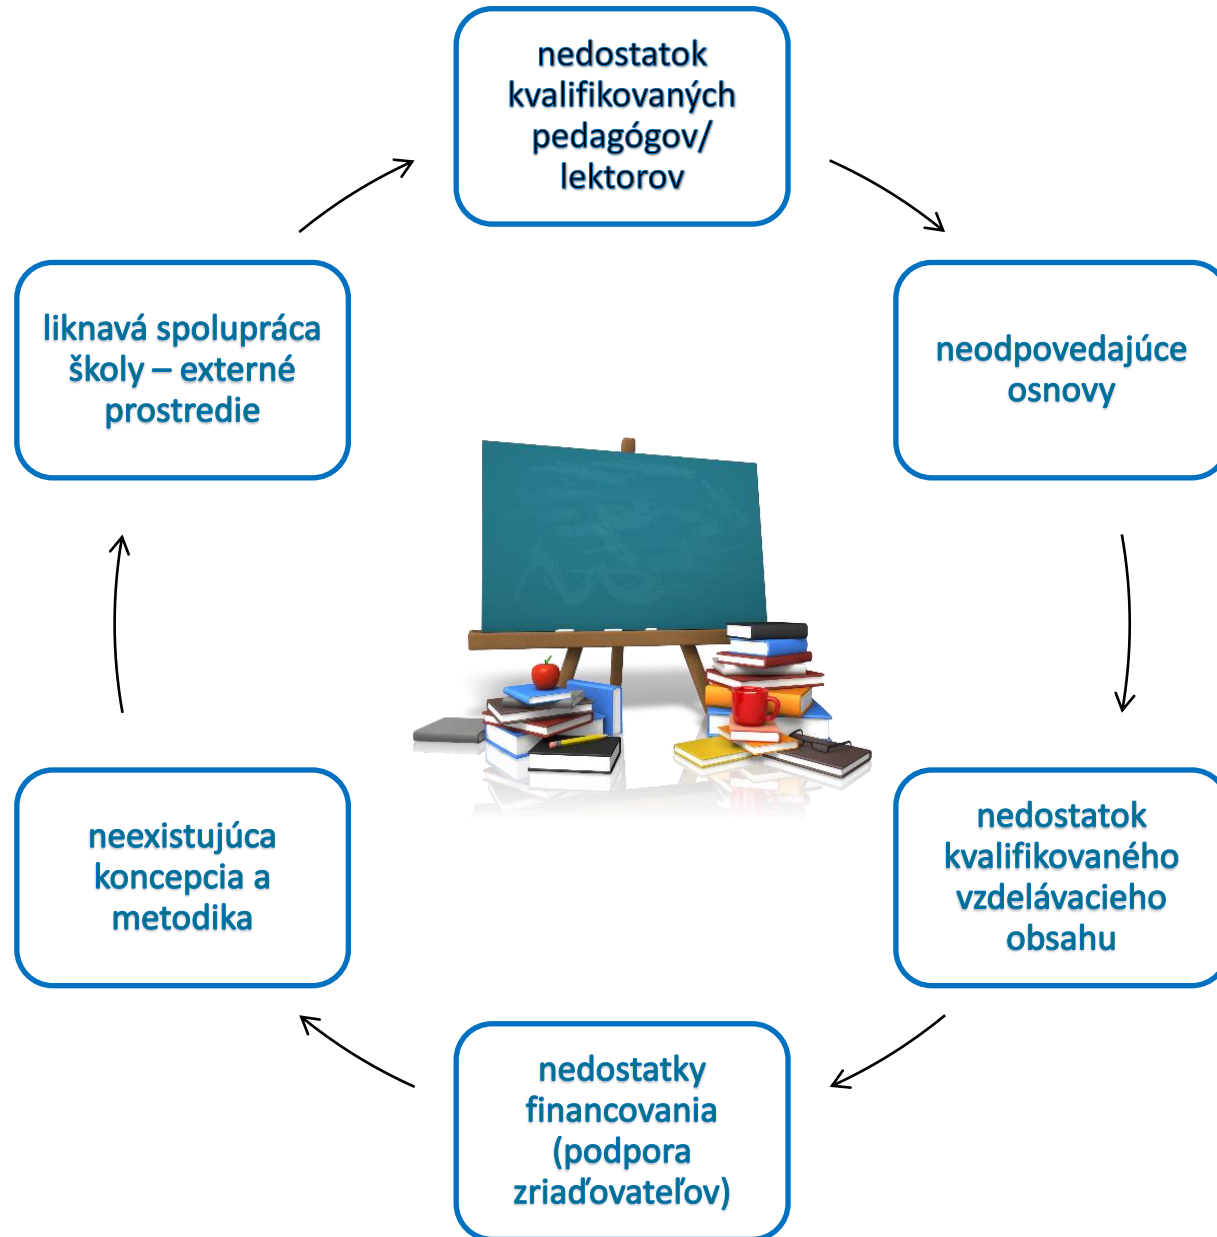 nedostatok
kvalifikovaných
pedagógov/
lektorov
neodpovedajúce
osnovy
nedostatok
kvalifikovaného
vzdelávacieho
obsahu
nedostatky
financovania
(podpora
zriaďovateľov)
neexistujúca
koncepcia a
metodika
liknavá spolupráca
školy – externé
prostredie